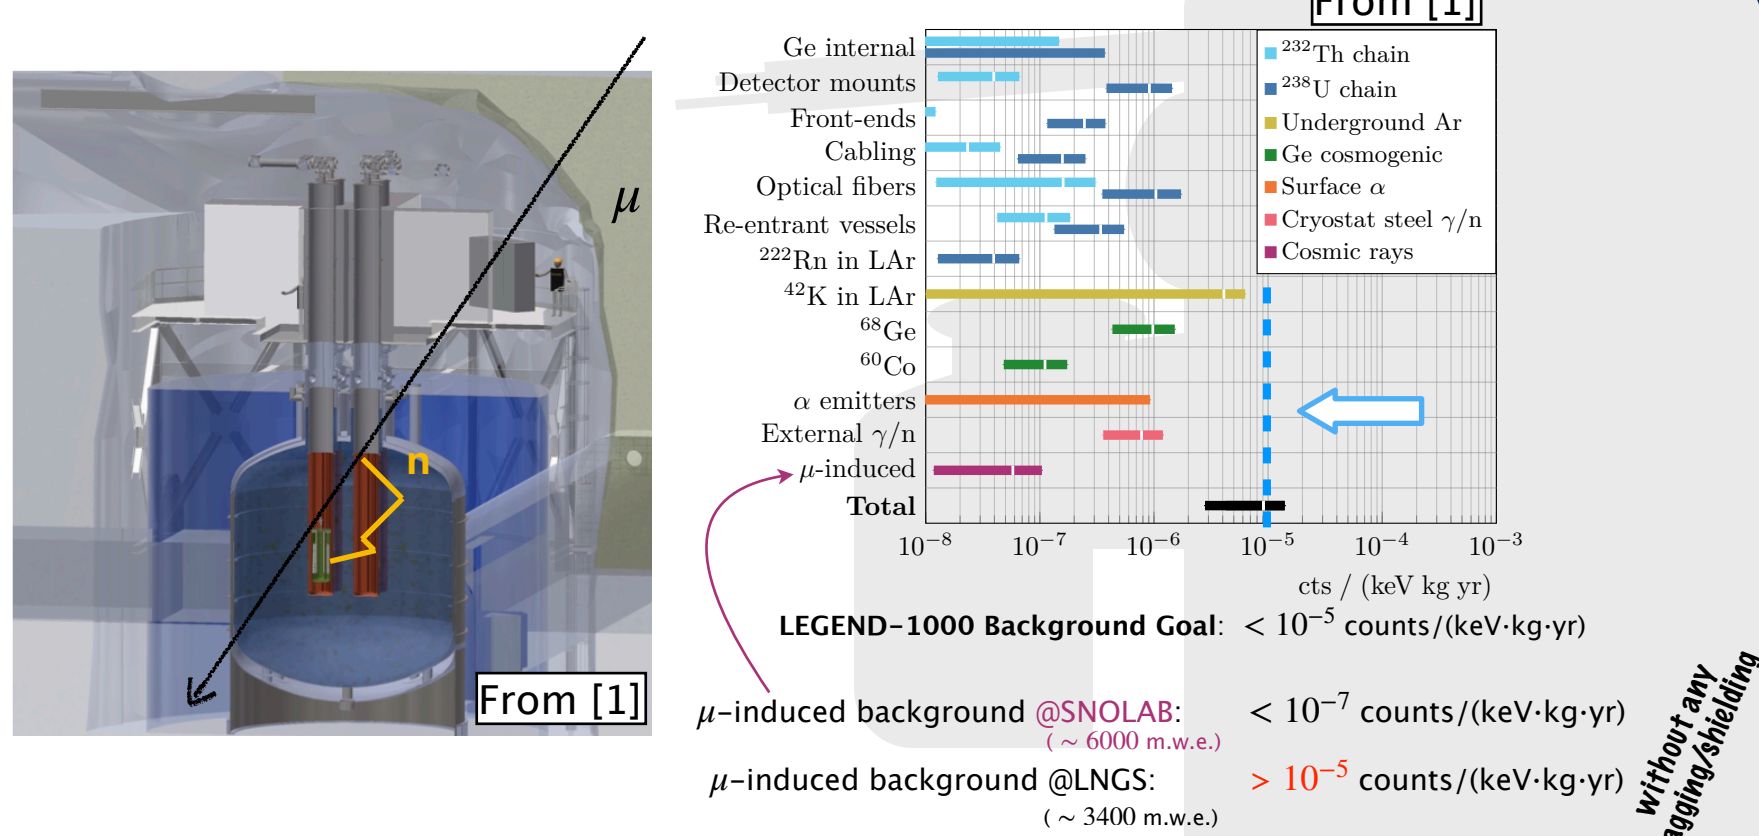 From [1]
μ
n
From [1]
Ge internal
Detector mounts
Front-ends
Cabling
Optical fibers
Re-entrant vessels
²²²Rn in LAr
⁴²K in LAr
⁶⁸Ge
⁶⁰Co
α emitters
External γ/n
μ-induced
Total
²³²Th chain
²³⁸U chain
Underground Ar
Ge cosmogenic
Surface α
Cryostat steel γ/n
Cosmic rays
10⁻⁸ 10⁻⁷ 10⁻⁶ 10⁻⁵ 10⁻⁴ 10⁻³
cts / (keV kg yr)
LEGEND-1000 Background Goal: < 10⁻⁵ counts/(keV·kg·yr)
μ-induced background @SNOLAB: < 10⁻⁷ counts/(keV·kg·yr)
( ~ 6000 m.w.e.)
μ-induced background @LNGS: > 10⁻⁵ counts/(keV·kg·yr)
( ~ 3400 m.w.e.)
without any
agging/shielding